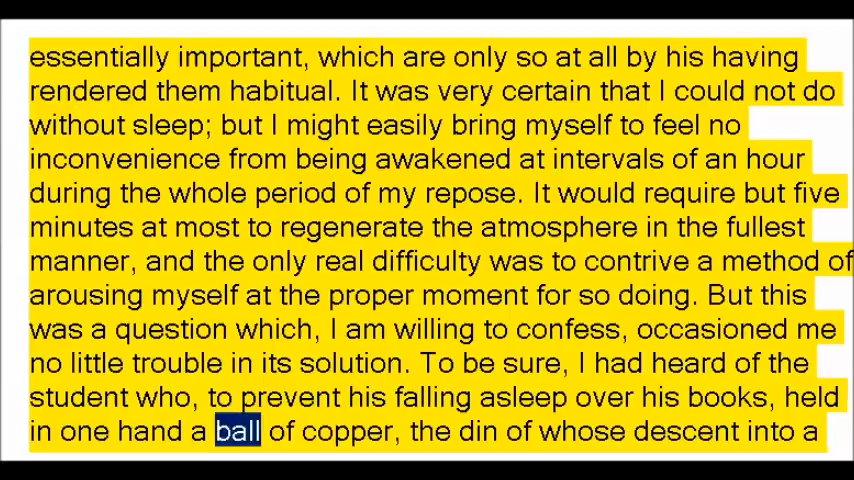 essentially important, which are only so at all by his having
rendered them habitual. It was very certain that I could not do
without sleep; but I might easily bring myself to feel no
inconvenience from being awakened at intervals of an hour
during the whole period of my repose. It would require but five
minutes at most to regenerate the atmosphere in the fullest
manner, and the only real difficulty was to contrive a method of
arousing myself at the proper moment for so doing. But this
was a question which, I am willing to confess, occasioned me
no little trouble in its solution. To be sure, I had heard of the
student who, to prevent his falling asleep over his books, held
in one hand a ball of copper, the din of whose descent into a